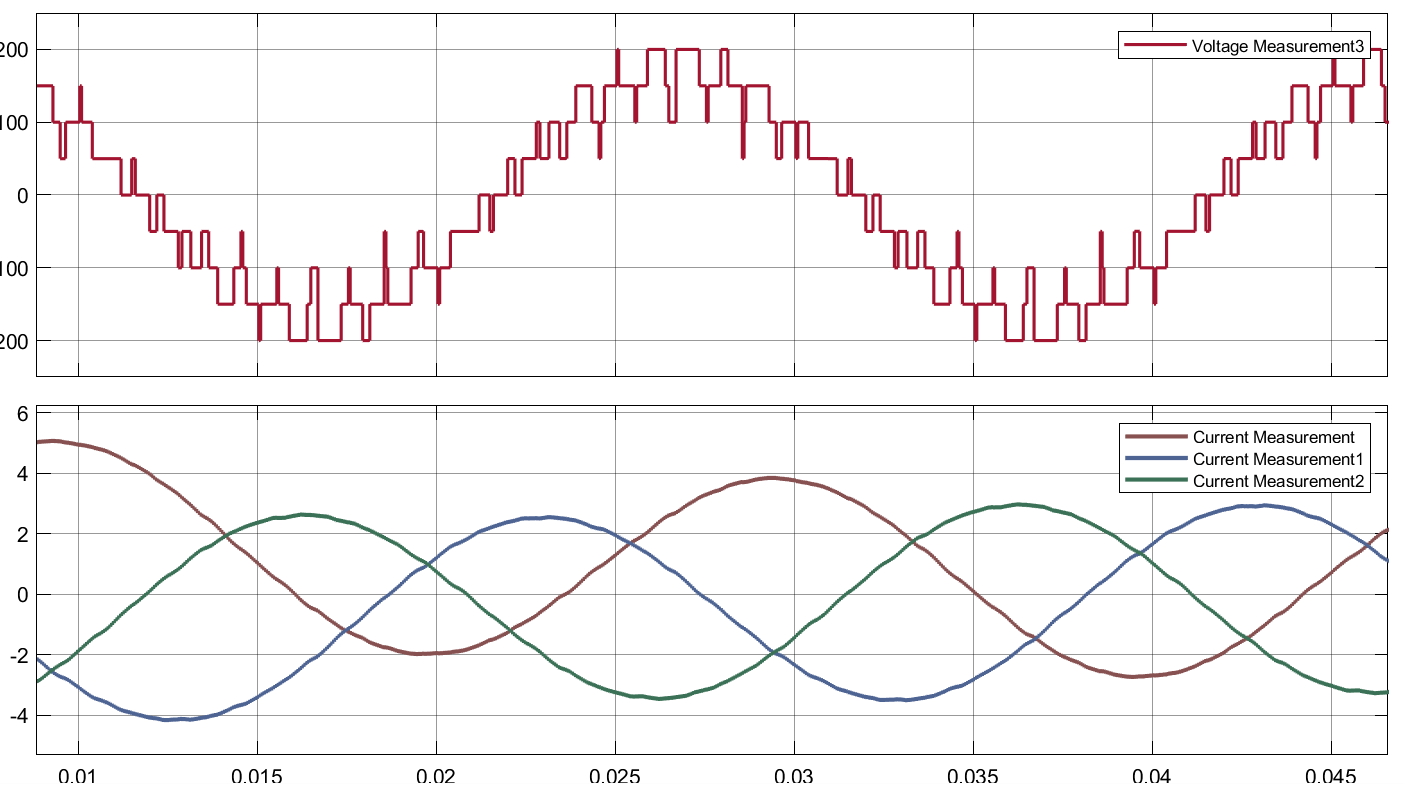 200
Voltage Measurement3
100
0
100
200
6
Current Measurement
4
Current Measurement1
Current Measurement2
2
0
-2
-4
0.01 0.015 0.02 0.025 0.03 0.035 0.04 0.045